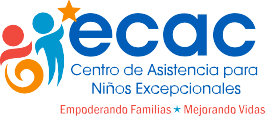 ecac
Centro de Asistencia para
Niños Excepcionales
Empoderando Familias ★ Mejorando Vidas